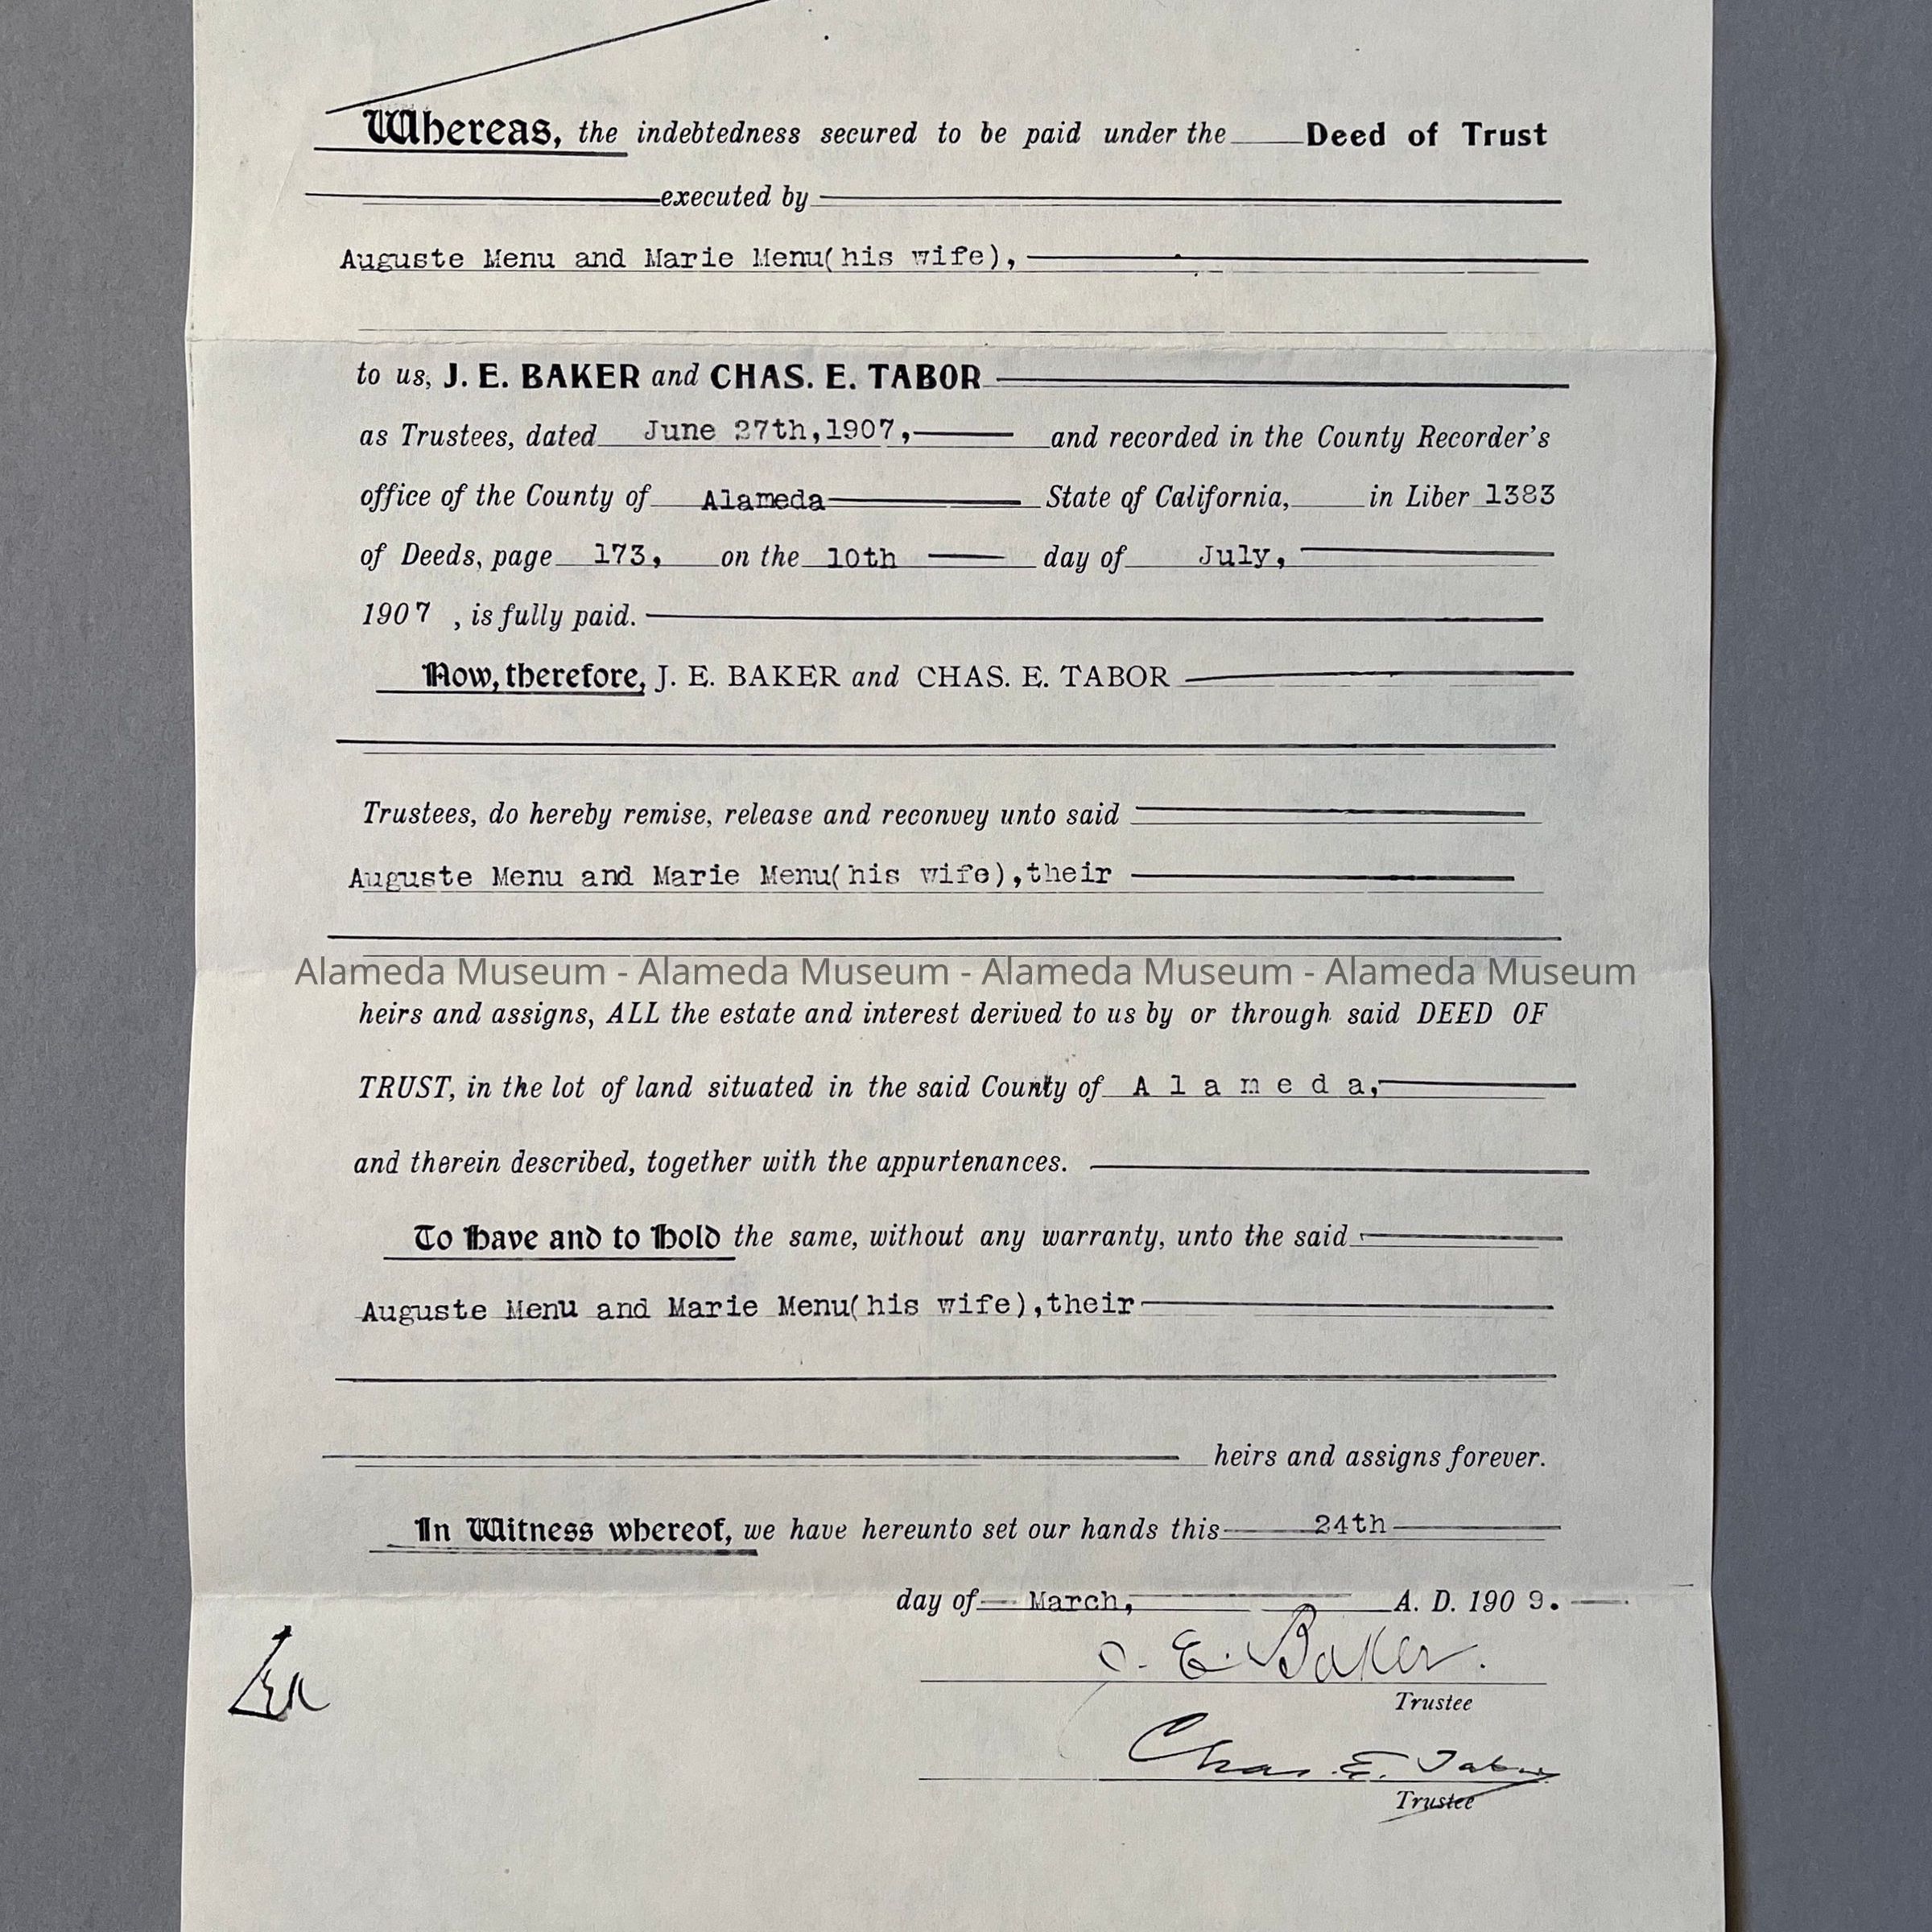 Whereas, the indebtedness secured to be paid under the Deed of Trust
executed by
Auguste Menu and Marie Menu(his wife),
to us, J. E. BAKER and CHAS. E. TABOR
as Trustees, dated June 27th,1907, and recorded in the County Recorder's
office of the County of Alameda State of California, in Liber 1383
of Deeds, page 173, on the 10th day of July,
1907 , is fully paid.
Now, therefore, J. E. BAKER and CHAS. E. TABOR
Trustees, do hereby remise, release and reconvey unto said
Auguste Menu and Marie Menu(his wife),their
Alameda Museum - Alameda Museum - Alameda Museum - Alameda Museum
heirs and assigns, ALL the estate and interest derived to us by or through said DEED OF
TRUST, in the lot of land situated in the said County of A l a m e d a,
and therein described, together with the appurtenances.
To Have and to Hold the same, without any warranty, unto the said
Auguste Menu and Marie Menu(his wife),their
heirs and assigns forever.
In Witness whereof, we have hereunto set our hands this 24th
day of March, A. D. 190 9.
J. E. Baker.
Trustee
Chas. E. Tabor
Trustee